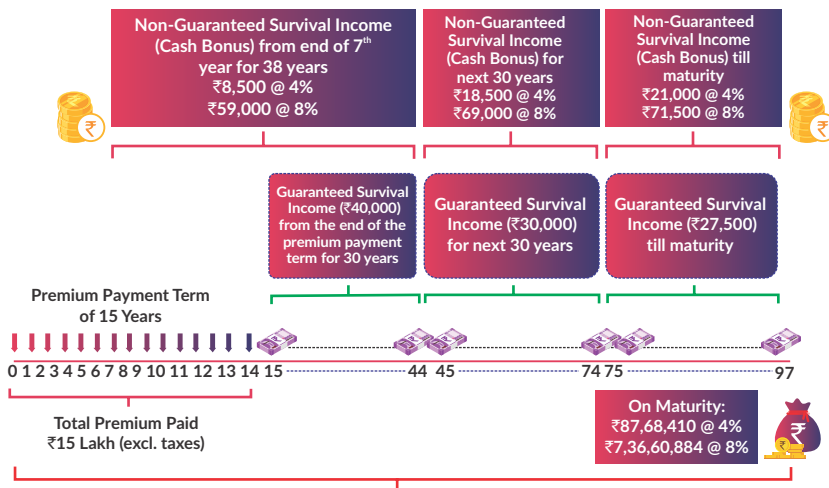 Non-Guaranteed Survival Income
(Cash Bonus) from end of 7th
year for 38 years
₹8,500 @ 4%
₹59,000 @ 8%
Non-Guaranteed
Survival Income
(Cash Bonus) for
next 30 years
₹18,500 @ 4%
₹69,000 @ 8%
Non-Guaranteed
Survival Income
(Cash Bonus) till
maturity
₹21,000 @ 4%
₹71,500 @ 8%
₹
₹
Guaranteed Survival
Income (₹40,000)
from the end of the
premium payment
term for 30 years
Guaranteed Survival
Income (₹30,000)
for next 30 years
Guaranteed Survival
Income (₹27,500)
till maturity
Premium Payment Term
of 15 Years
0 1 2 3 4 5 6 7 8 9 10 11 12 13 14 15 44 45 74 75 97
Total Premium Paid
₹15 Lakh (excl. taxes)
On Maturity:
₹87,68,410 @ 4%
₹7,36,60,884 @ 8%
₹